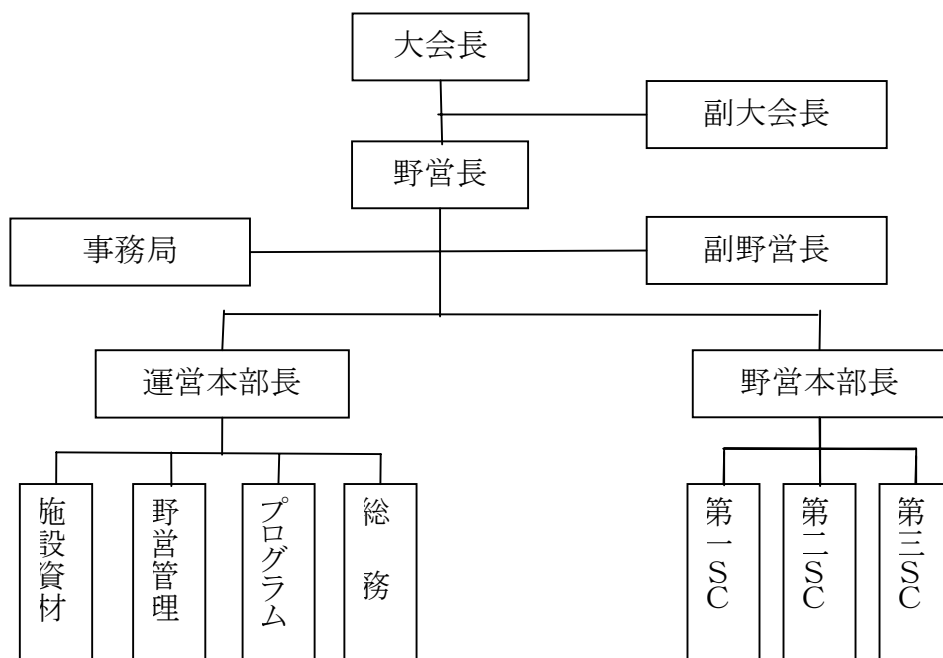 大会長
副大会長
野営長
事務局
副野営長
運営本部長
野営本部長
施設資材
野営管理
プログラム
総務
第一SC
第二SC
第三SC